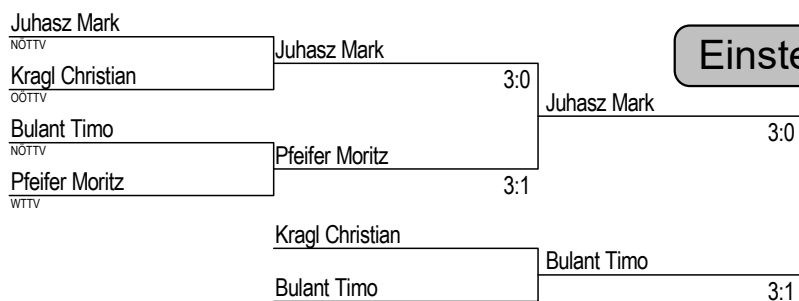 Juhasz Mark
NÖTTV
Juhasz Mark
Einste
Kragl Christian
3:0
OÖTTV
Juhasz Mark
Bulant Timo
3:0
NÖTTV
Pfeifer Moritz
Pfeifer Moritz
3:1
WTTV
Kragl Christian
Bulant Timo
Bulant Timo
3:1